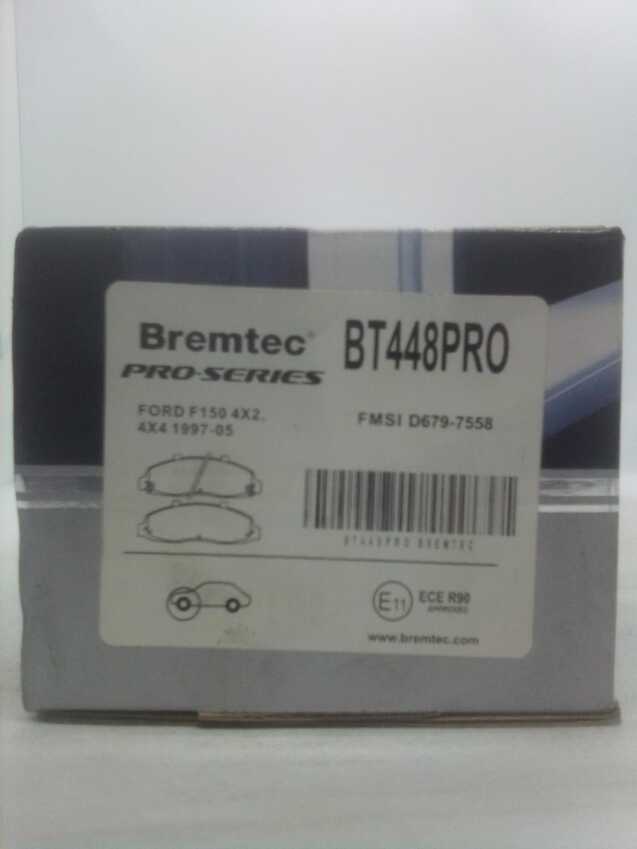 Bremtec®
PRO-SERIES
BT448PRO
FORD F150 4X2.
4X4 1997-05
FMSI D679-7558
BT448PRO BREMTEC
E11
ECE R90
APPROVED
www.bremtec.com